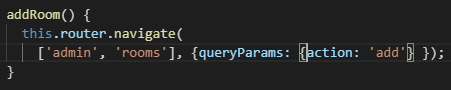 addRoom() {
this.router.navigate(
['admin', 'rooms'], {queryParams: {action: 'add'} });
}